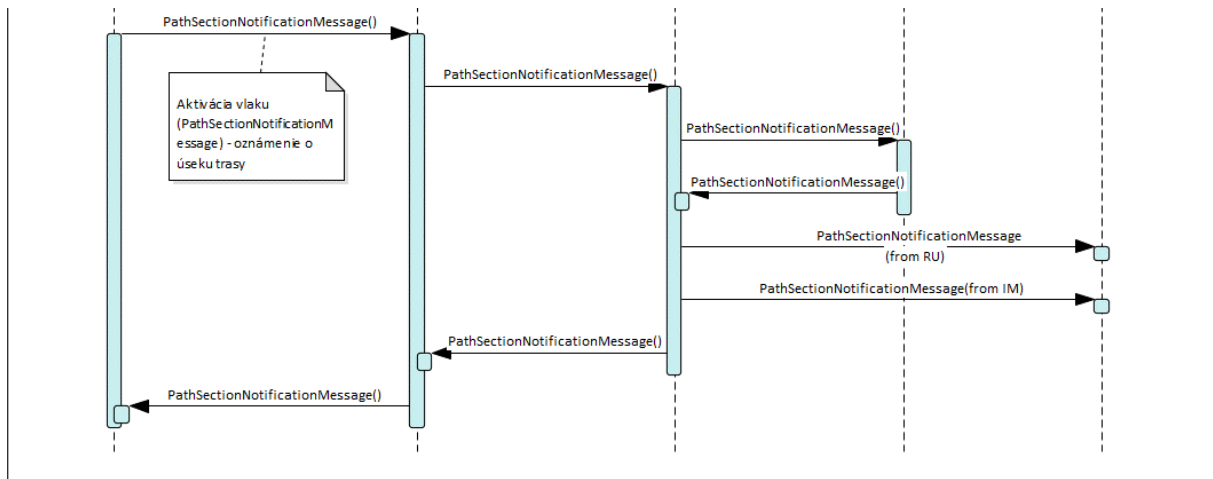 PathSectionNotificationMessage()
Aktivácia vlaku
(PathSectionNotificationM
essage) - oznámenie o
úseku trasy
PathSectionNotificationMessage()
PathSectionNotificationMessage()
PathSectionNotificationMessage()
PathSectionNotificationMessage
(from RU)
PathSectionNotificationMessage(from IM)
PathSectionNotificationMessage()
PathSectionNotificationMessage()